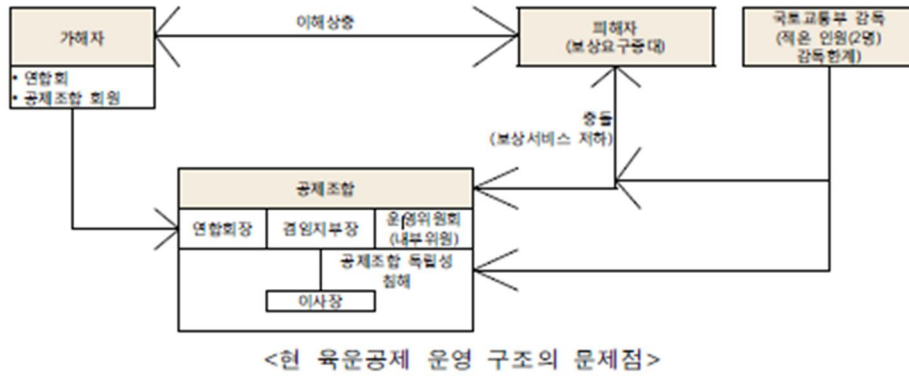 가해자
• 연합회
• 공제조합 회원
이해상충
피해자
(보상요구증대)
국토교통부 감독
(적은 인원(2명)
감독한계)
충돌
(보상서비스 저하)
공제조합
연합회장
겸임지부장
운영위원회
(내부위원)
공제조합 독립성
침해
이사장
<현 육운공제 운영 구조의 문제점>